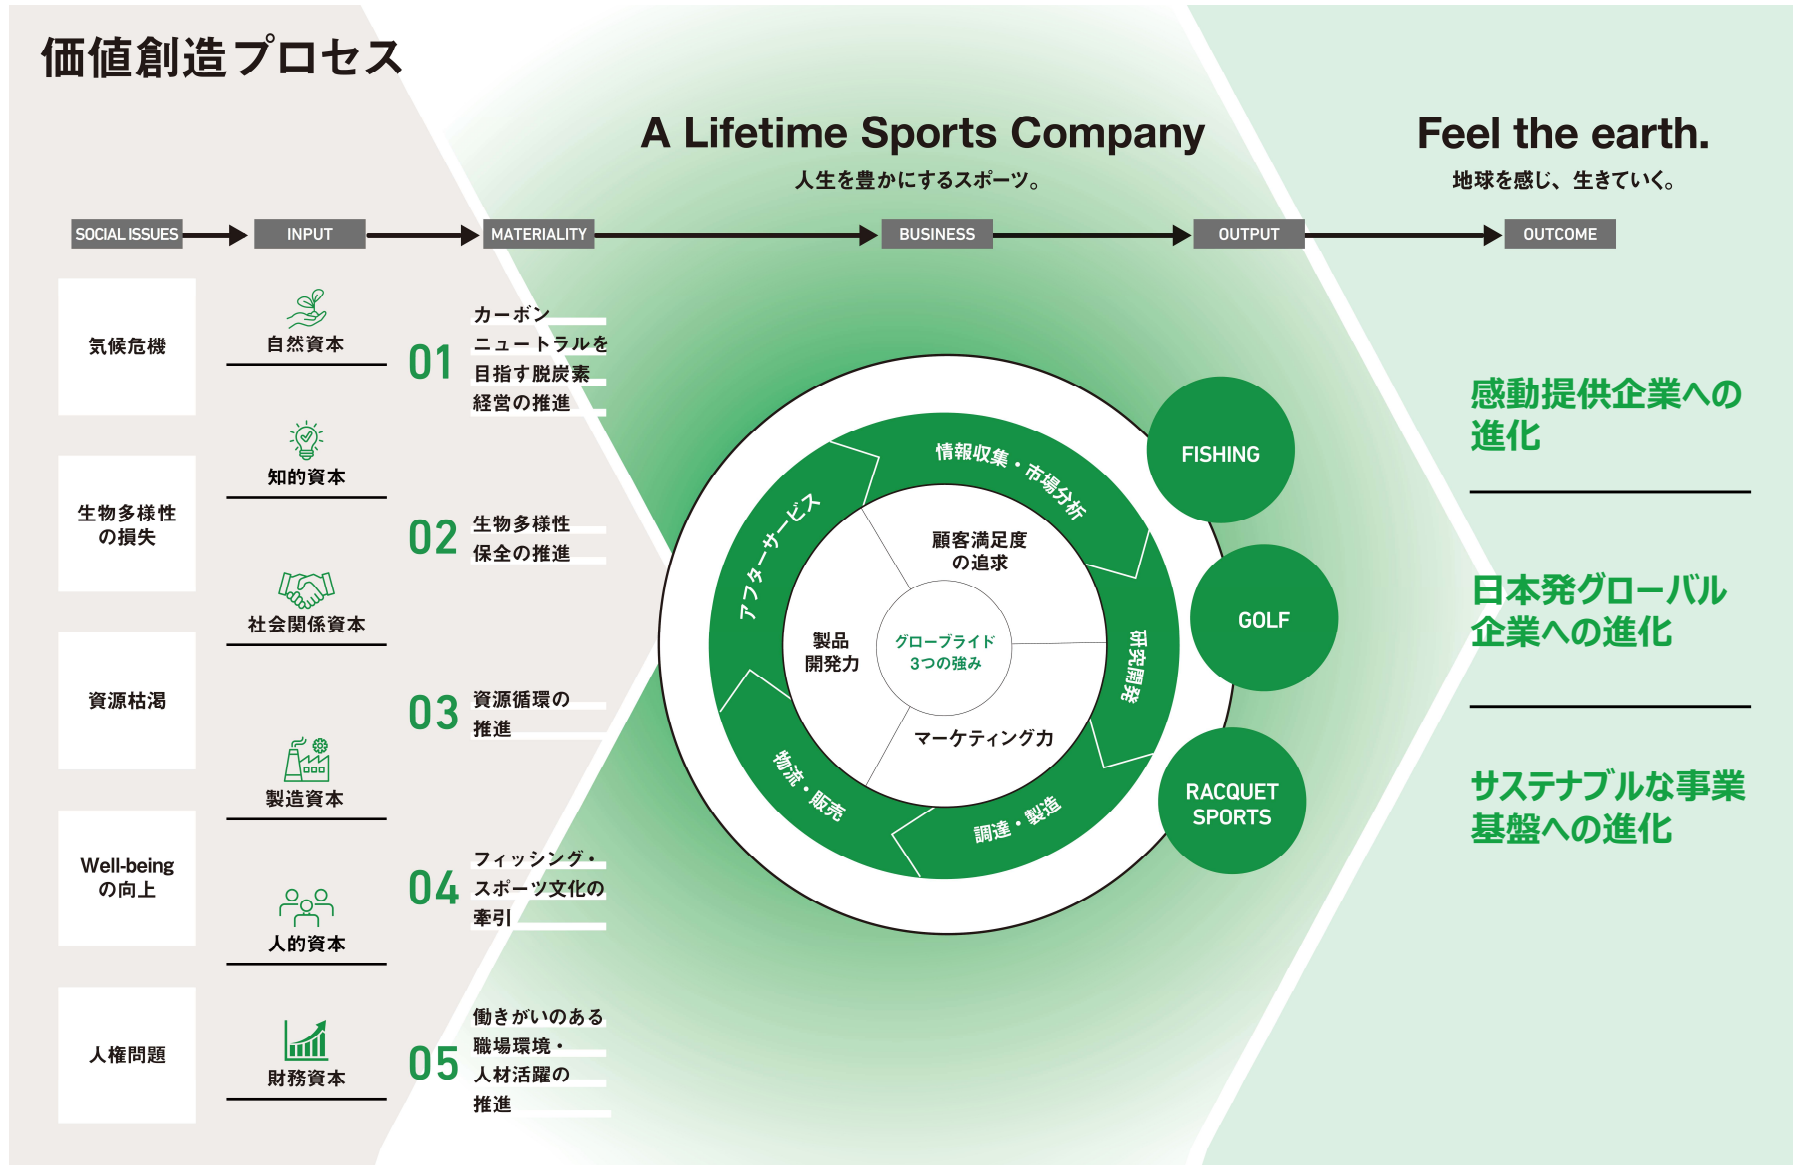 価値創造プロセス
A Lifetime Sports Company
人生を豊かにするスポーツ。
Feel the earth.
地球を感じ、生きていく。
SOCIAL ISSUES
INPUT
MATERIALITY
BUSINESS
OUTPUT
OUTCOME
気候危機
生物多様性
の損失
資源枯渇
Well-being
の向上
人権問題
自然資本
知的資本
社会関係資本
製造資本
人的資本
財務資本
01
カーボン
ニュートラルを
目指す脱炭素
経営の推進
02
生物多様性
保全の推進
03
資源循環の
推進
04
フィッシング・
スポーツ文化の
牽引
05
働きがいのある
職場環境・
人材活躍の
推進
情報収集・市場分析
研究開発
調達・製造
物流・販売
アフターサービス
顧客満足度
の追求
製品
開発力
マーケティング力
グローブライド
3つの強み
FISHING
GOLF
RACQUET
SPORTS
感動提供企業への
進化
日本発グローバル
企業への進化
サステナブルな事業
基盤への進化